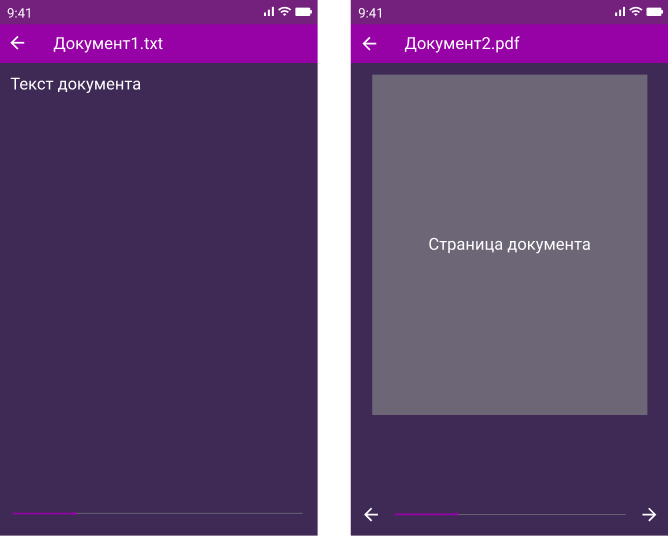 9:41
Документ1.txt
Текст документа
9:41
Документ2.pdf
Страница документа